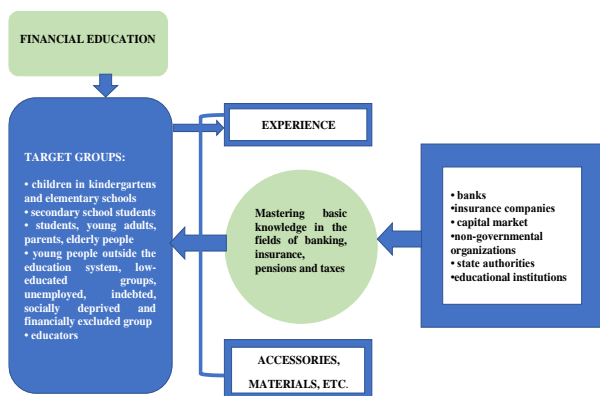 FINANCIAL EDUCATION
TARGET GROUPS:
• children in kindergartens
and elementary schools
• secondary school students
• students, young adults,
parents, elderly people
• young people outside the
education system, low-
educated groups,
unemployed, indebted,
socially deprived and
financially excluded group
• educators
EXPERIENCE
Mastering basic
knowledge in the
fields of banking,
insurance,
pensions and taxes
ACCESSORIES,
MATERIALS, ETC.
• banks
•insurance companies
• capital market
•non-governmental
organizations
• state authorities
•educational institutions